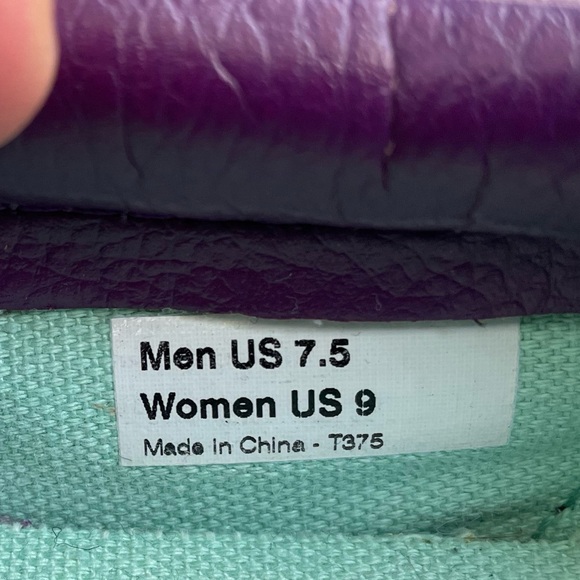 Men US 7.5
Women US 9
Made in China - T375